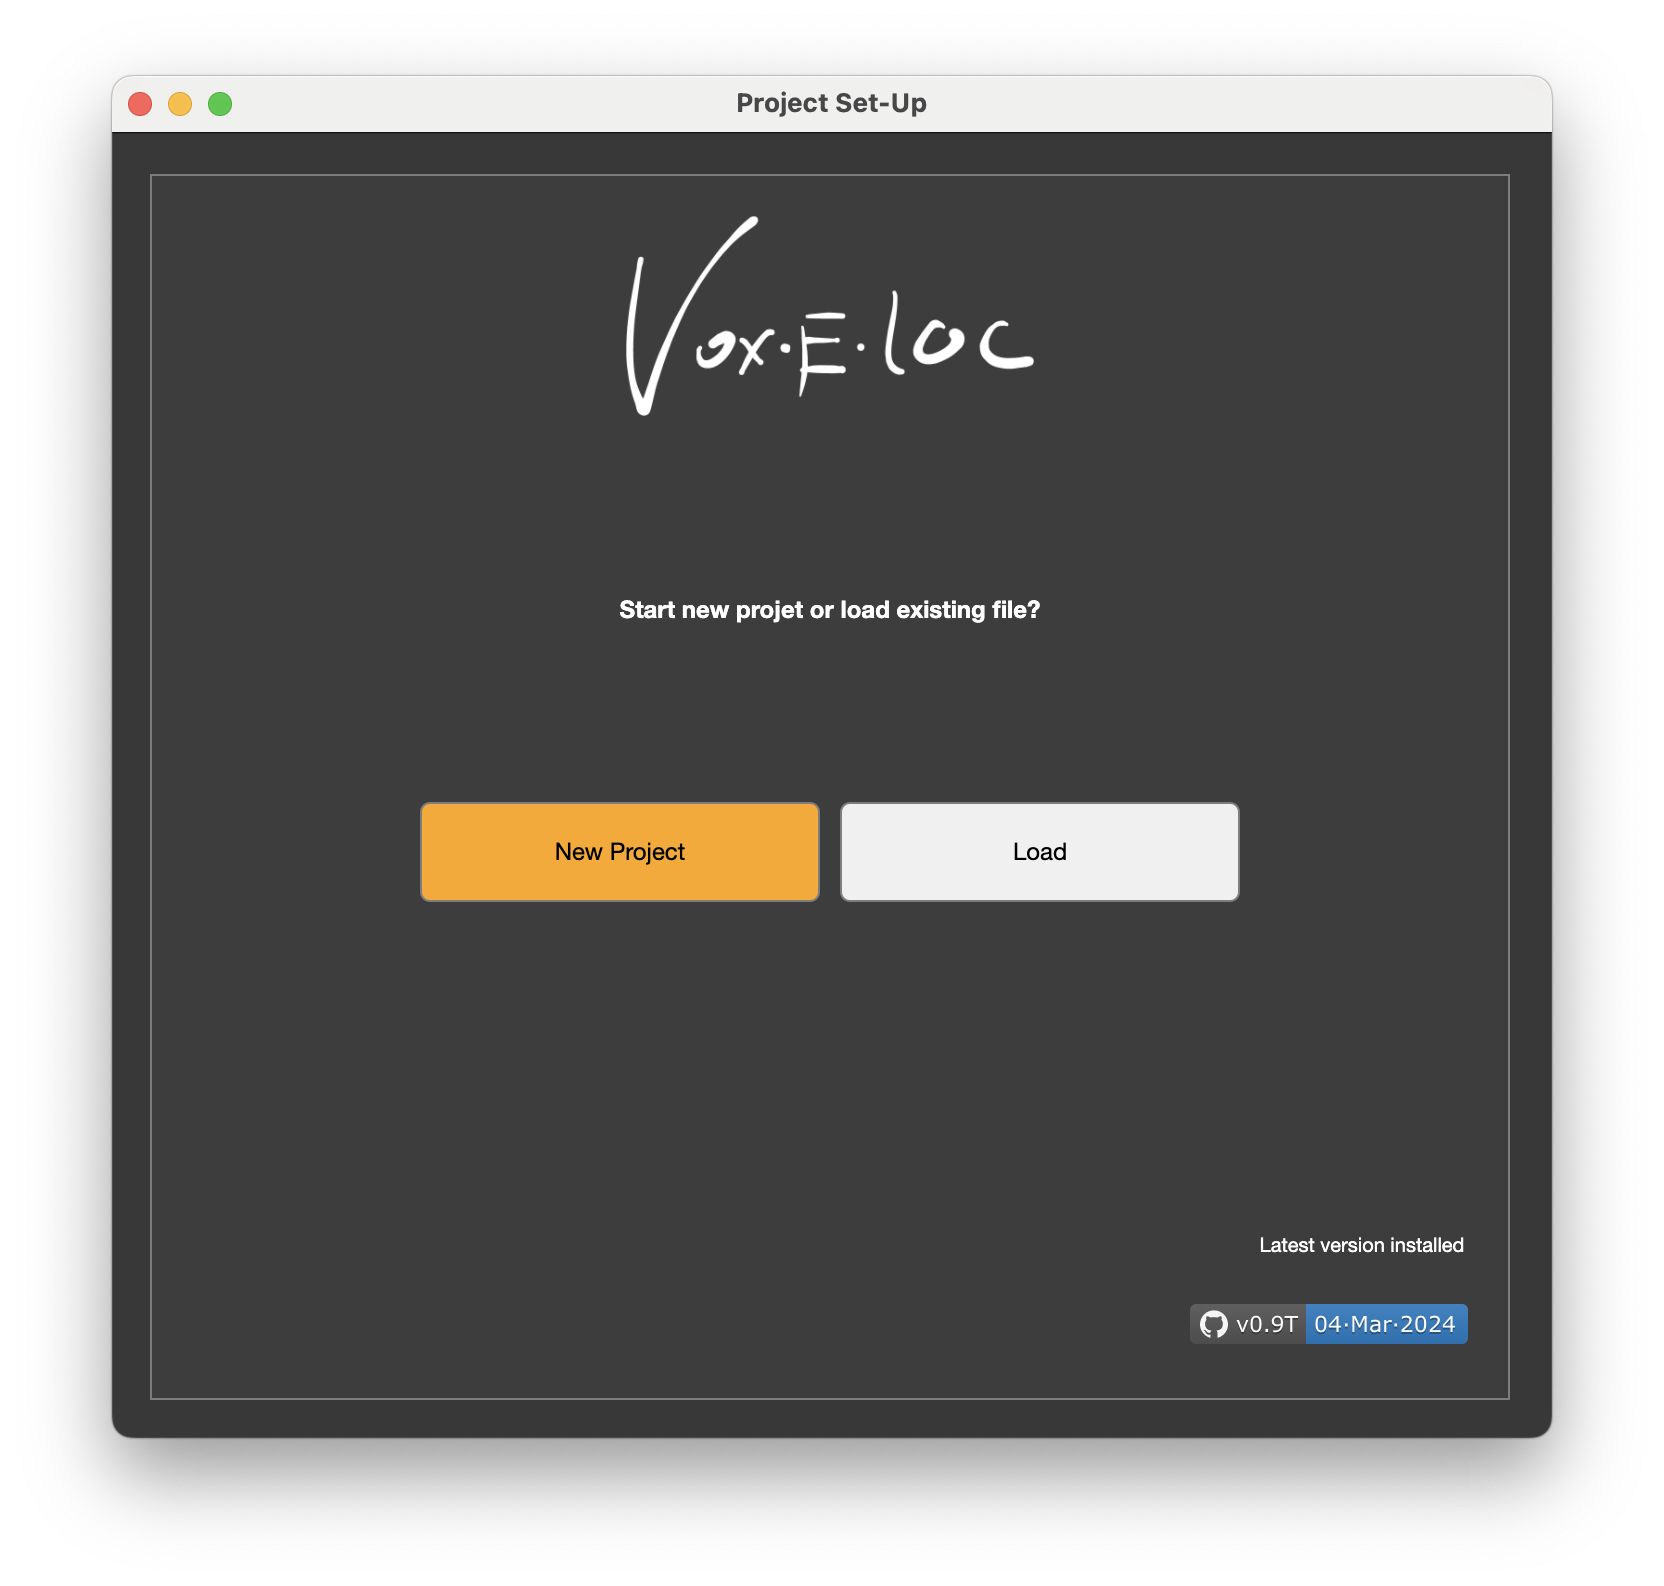 Project Set-Up
Vox·E·loc
Start new projet or load existing file?
New Project
Load
Latest version installed
v0.9T 04·Mar·2024